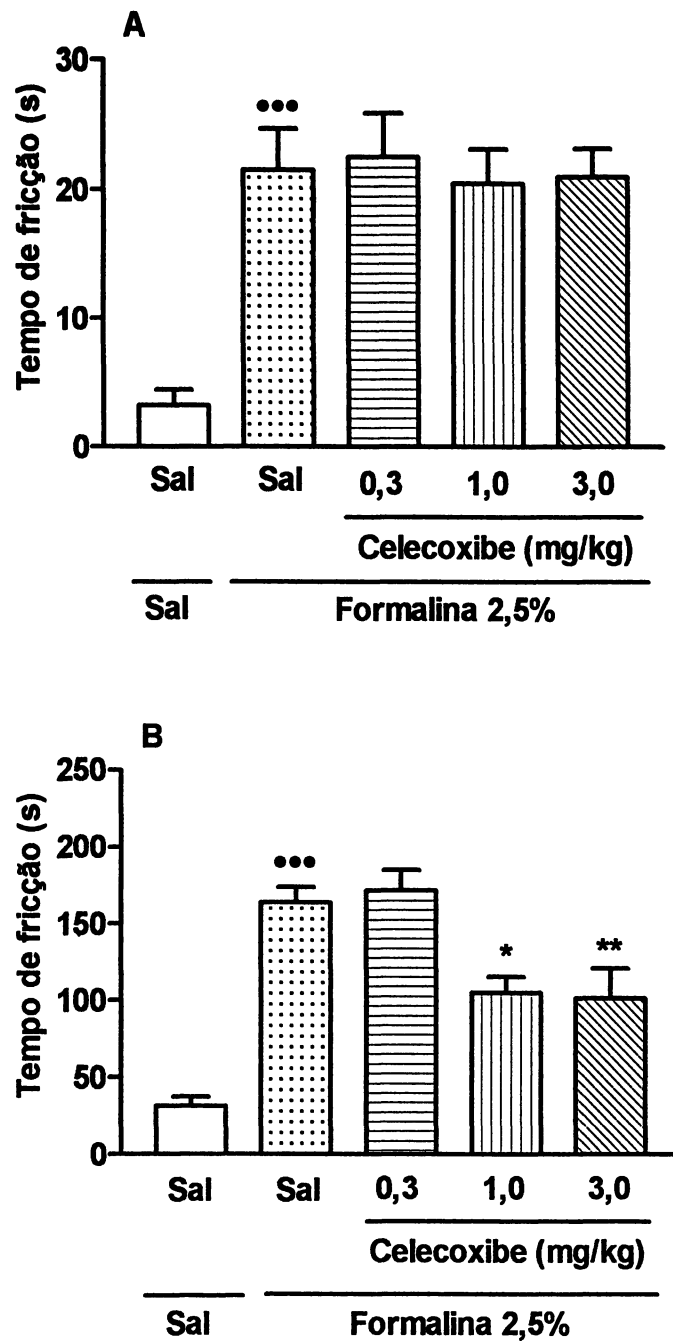 A
Tempo de fricção (s)
30
20
10
0
•••
Sal Sal 0,3 1,0 3,0
Celecoxibe (mg/kg)
Sal Formalina 2,5%
B
Tempo de fricção (s)
250
200
150
100
50
0
•••
*
**
Sal Sal 0,3 1,0 3,0
Celecoxibe (mg/kg)
Sal Formalina 2,5%